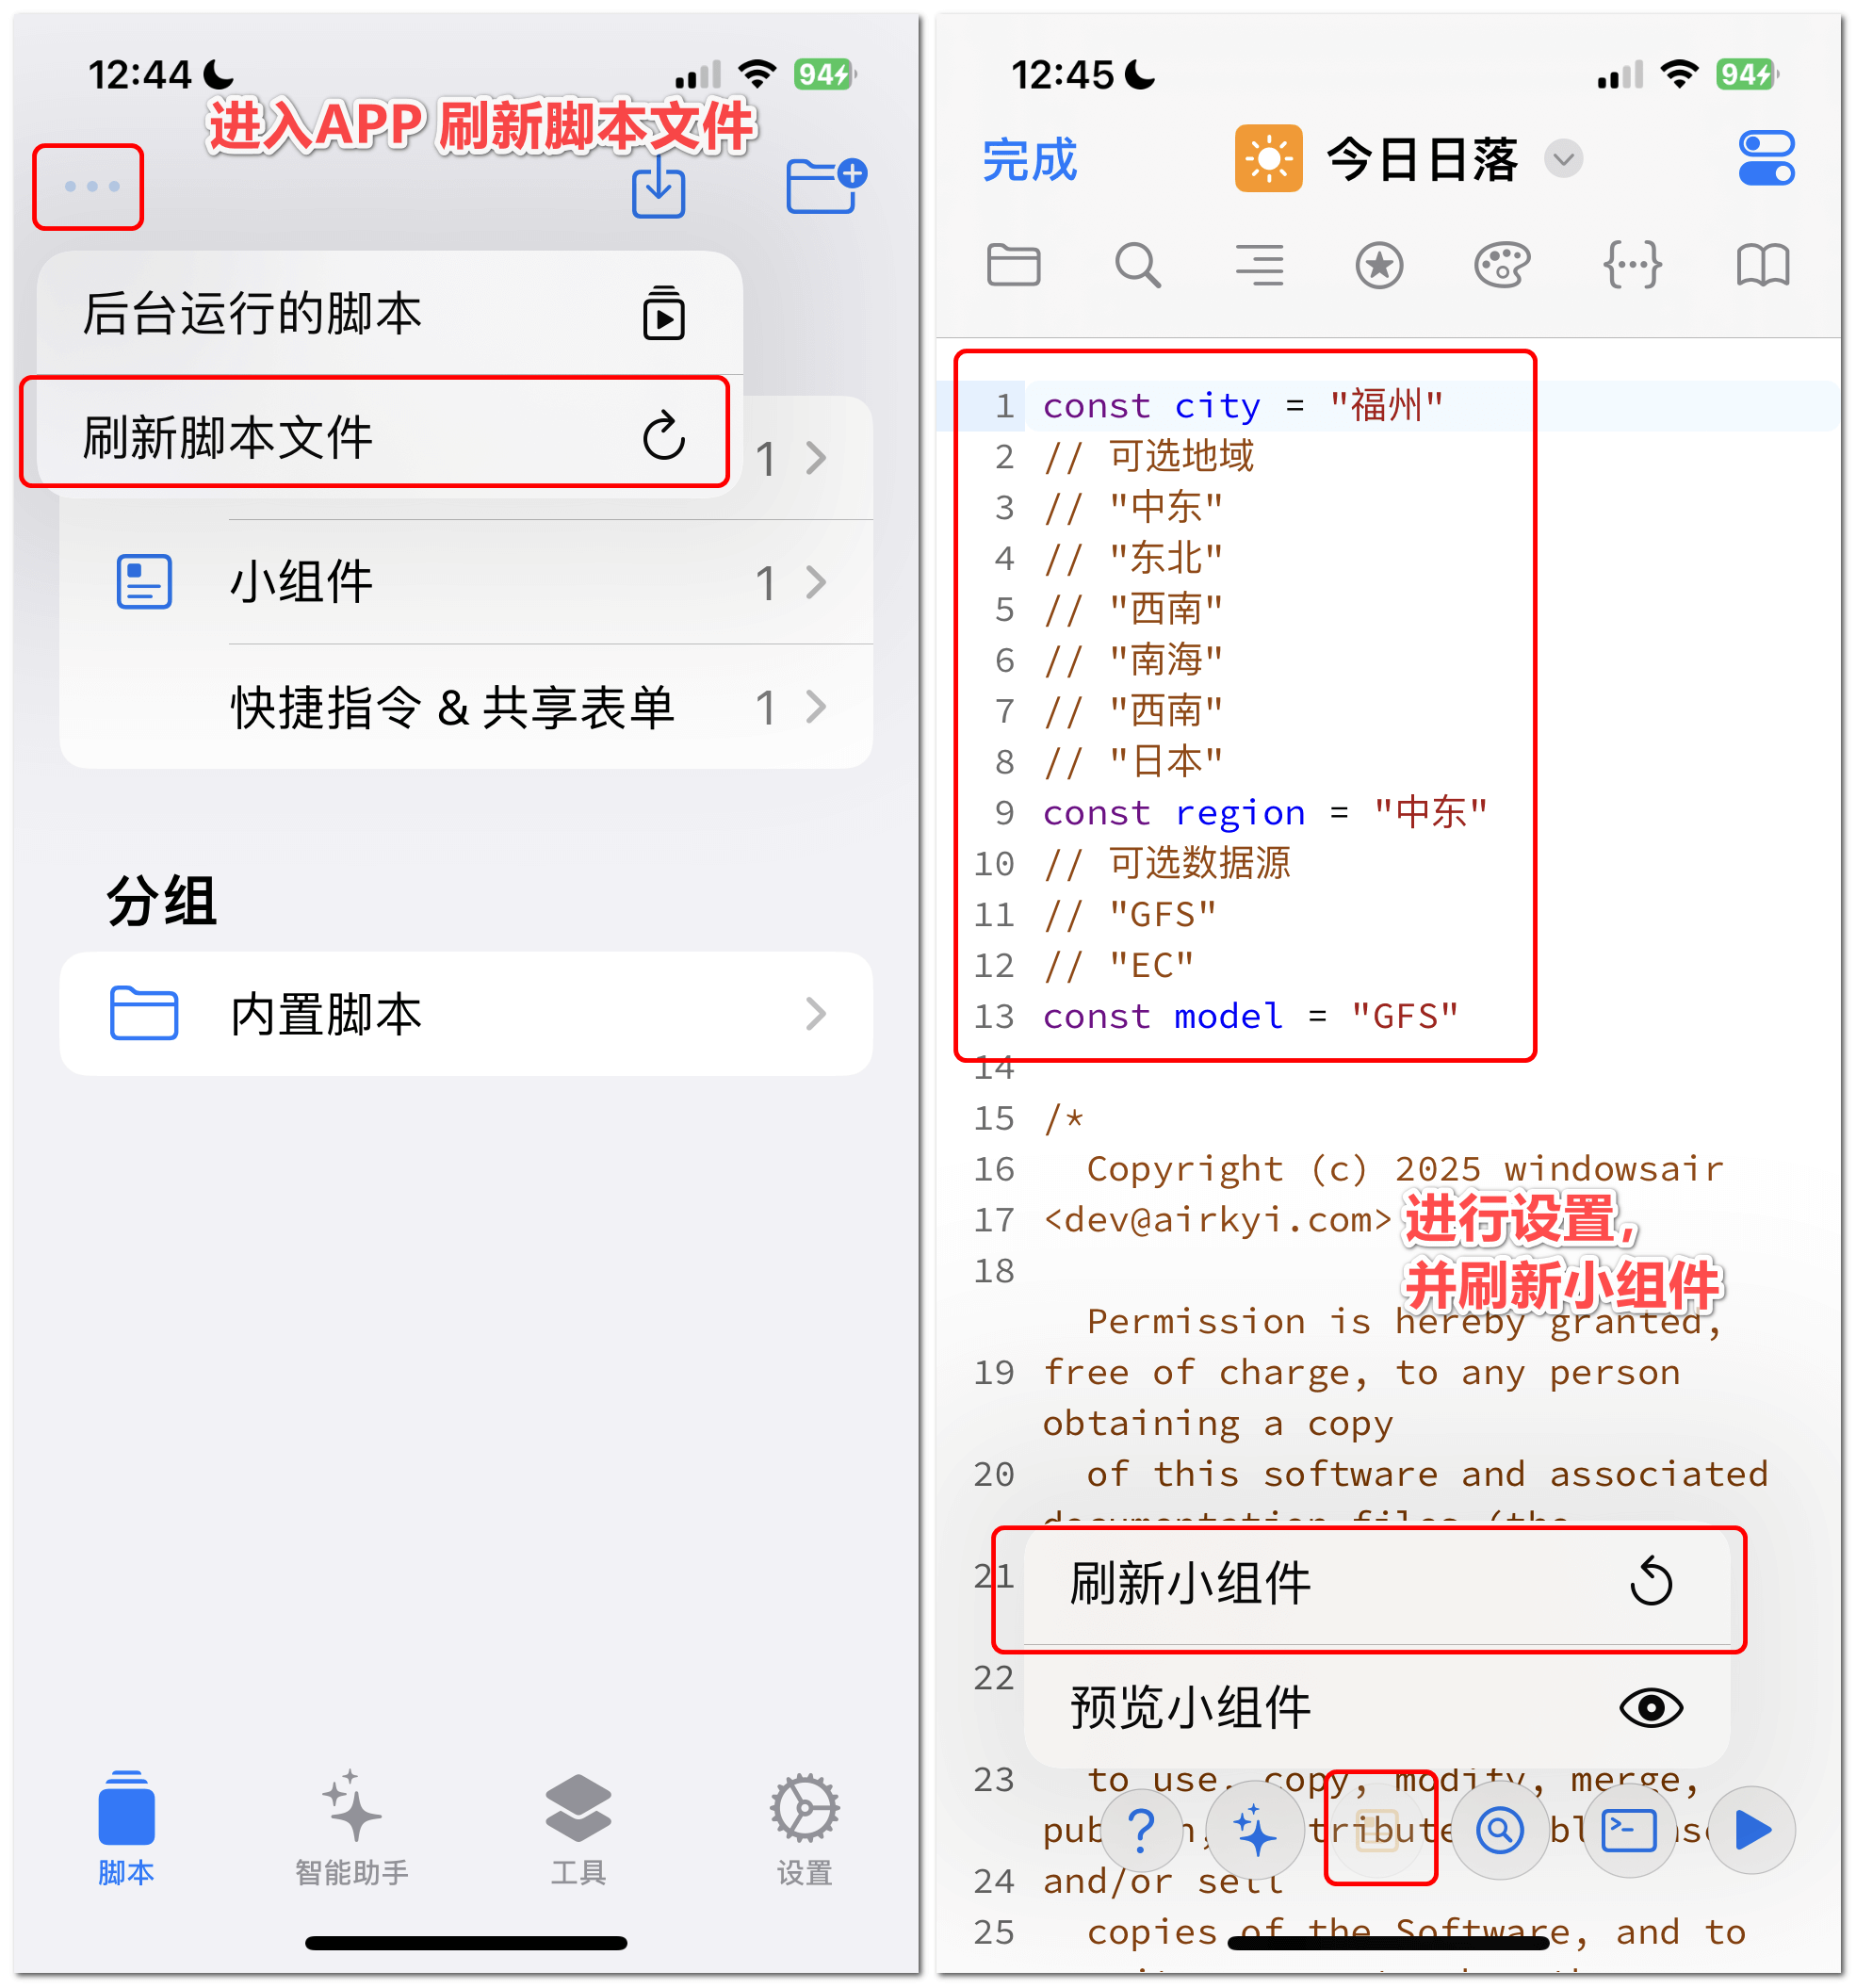 12:44
94
进入APP 刷新脚本文件
后台运行的脚本
刷新脚本文件
1
小组件
1
快捷指令 & 共享表单
1
分组
内置脚本
脚本
智能助手
工具
设置
12:45
94
完成
今日日落
1 const city = "福州"
2 // 可选地域
3 // "中东"
4 // "东北"
5 // "西南"
6 // "南海"
7 // "西南"
8 // "日本"
9 const region = "中东"
10 // 可选数据源
11 // "GFS"
12 // "EC"
13 const model = "GFS"
14
15 /*
16 Copyright (c) 2025 windowsair
17 <dev@airkyi.com>
进行设置，
并刷新小组件
18
Permission is hereby granted,
19 free of charge, to any person
obtaining a copy
20 of this software and associated
documentation files (the
21
刷新小组件
22
预览小组件
23 to use, copy, modify, merge,
24 and/or sell
25 copies of the Software, and to